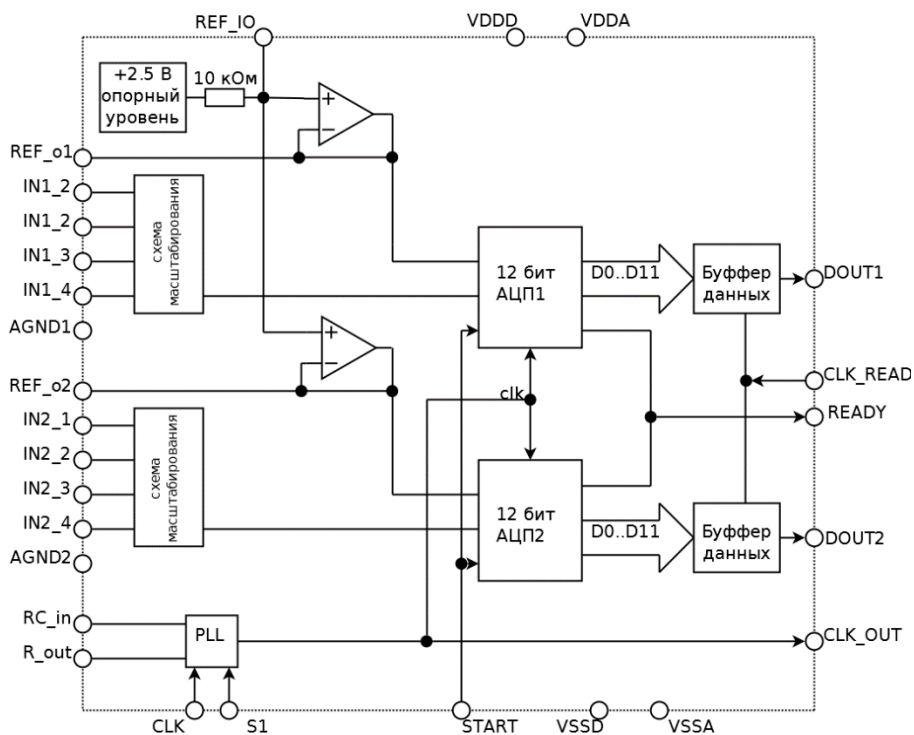 REF_IO
VDDD
VDDA
+2.5 В
опорный
уровень
10 кОм
+
−
REF_o1
IN1_2
IN1_2
IN1_3
IN1_4
AGND1
схема
масштабирования
12 бит
АЦП1
D0..D11
Буффер
данных
DOUT1
+
−
REF_o2
IN2_1
IN2_2
IN2_3
IN2_4
AGND2
схема
масштабирования
clk
CLK_READ
READY
12 бит
АЦП2
D0..D11
Буффер
данных
DOUT2
RC_in
R_out
PLL
CLK_OUT
CLK
S1
START
VSSD
VSSA